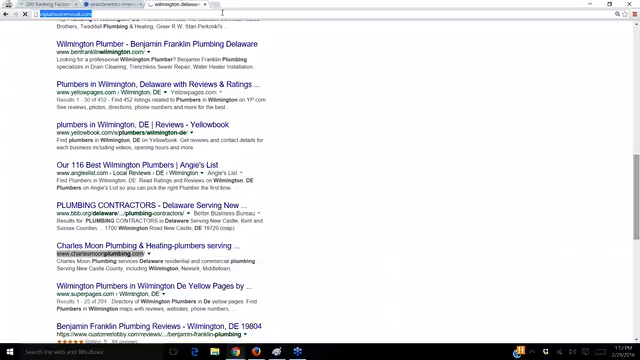 200 Ranking Factors
wilmington delaware
viptattooremoval.com
Brothers, Twaddall Plumbing & Heating, Greer R.W. Stan Perkoski's...
Wilmington Plumber - Benjamin Franklin Plumbing Delaware
www.benfranklinwilmington.com/
Looking for a professional Wilmington Plumber? Benjamin Franklin Plumbing
specializes in Drain Cleaning, Trenchless Sewer Repair, Water Heater Installation ...
Plumbers in Wilmington, Delaware with Reviews & Ratings ...
www.yellowpages.com › Wilmington, DE Yellowpages.com
Results 1 - 30 of 452 - Find 452 listings related to Plumbers in Wilmington on YP.com.
See reviews, photos, directions, phone numbers and more for the best.
plumbers in Wilmington, DE | Reviews - Yellowbook
www.yellowbook.com/s/plumbers/wilmington-de/
Find plumbers in Wilmington, DE on Yellowbook. Get reviews and contact details for
each business including videos, opening hours and more
Our 116 Best Wilmington Plumbers | Angie's List
www.angieslist.com › Local Reviews › DE › Wilmington Angie's List
Find Plumbers in Wilmington, DE. Read Ratings and Reviews on Wilmington, DE
Plumbers on Angie's List so you can pick the right Plumber the first time.
PLUMBING CONTRACTORS - Delaware Serving New ...
www.bbb.org/delaware/.../plumbing-contractors/ Better Business Bureau
Results for: PLUMBING CONTRACTORS in Delaware Serving New Castle, Kent and
Sussex Counties ... 1700 Wilmington Road New Castle, DE 19720 (map)
Charles Moon Plumbing & Heating-plumbers serving ...
www.charlesmoonplumbing.com/
Charles Moon Plumbing services Delaware residential and commercial plumbing ...
Serving New Castle County, including Wilmington, Newark, Middletown.
Wilmington Plumbers in Wilmington De Yellow Pages by ...
www.superpages.com › Wilmington, DE
Results 1 - 25 of 204 - Directory of Wilmington Plumbers in De yellow pages. Find
Plumbers in Wilmington maps with reviews, websites, phone numbers, ...
Benjamin Franklin Plumbing Reviews - Wilmington, DE 19804
https://www.customerlobby.com/reviews/.../benjamin-franklin-plumbing
Search the web and Windows
1:12 PM
2/29/2016